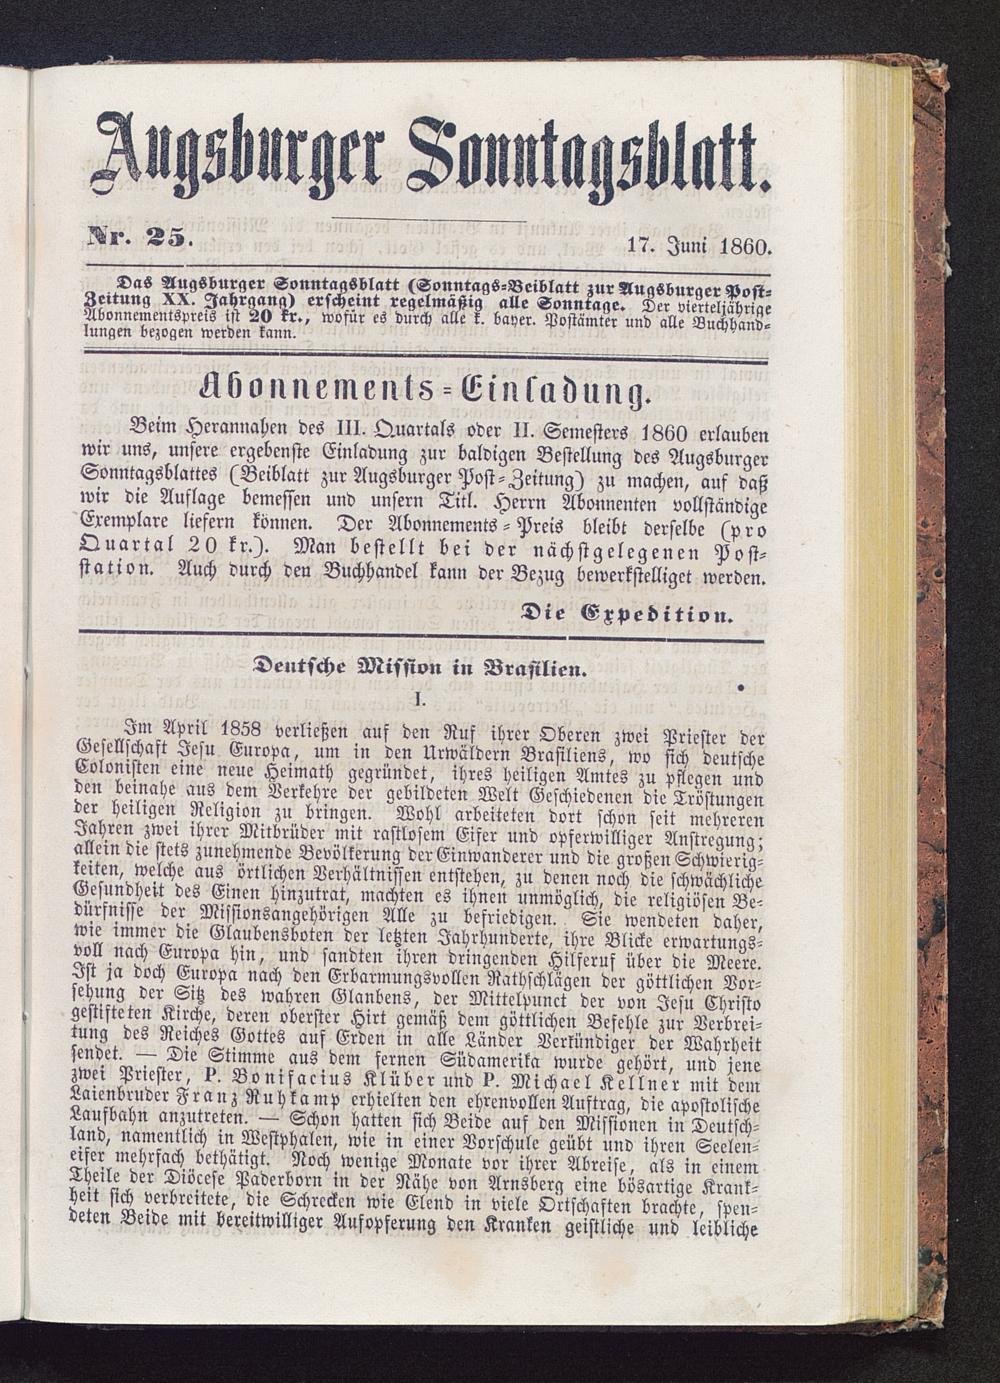 Augsburger Sonntagsblatt.
Nr. 25.
17. Juni 1860.
Das Augsburger Sonntagsblatt (Sonntags=Beiblatt zur Augsburger Post=
Zeitung XX. Jahrgang) erscheint regelmäßig alle Sonntage. Der vierteljährige
Abonnementspreis ist 20 kr., wofür es durch alle k. bayer. Postämter und alle Buchhand=
lungen bezogen werden kann.
Abonnements=Einladung.
Beim Herannahen des III. Quartals oder II. Semesters 1860 erlauben
wir uns, unsere ergebenste Einladung zur baldigen Bestellung des Augsburger
Sonntagsblattes (Beiblatt zur Augsburger Post=Zeitung) zu machen, auf daß
wir die Auflage bemessen und unsern Titl. Herrn Abonnenten vollständige
Exemplare liefern können. Der Abonnements=Preis bleibt derselbe (pro
Quartal 20 kr.). Man bestellt bei der nächstgelegenen Post=
station. Auch durch den Buchhandel kann der Bezug bewerkstelliget werden.
Die Expedition.
Deutsche Mission in Brasilien.
I.
Im April 1858 verließen auf den Ruf ihrer Oberen zwei Priester der
Gesellschaft Jesu Europa, um in den Urwäldern Brasiliens, wo sich deutsche
Colonisten eine neue Heimath gegründet, ihres heiligen Amtes zu pflegen und
den beinahe aus dem Verkehre der gebildeten Welt Geschiedenen die Tröstungen
der heiligen Religion zu bringen. Wohl arbeiteten dort schon seit mehreren
Jahren zwei ihrer Mitbrüder mit rastlosem Eifer und opferwilliger Anstregung;
allein die stets zunehmende Bevölkerung der Einwanderer und die großen Schwierig=
keiten, welche aus örtlichen Verhältnissen entstehen, zu denen noch die schwächliche
Gesundheit des Einen hinzutrat, machten es ihnen unmöglich, die religiösen Be=
dürfnisse der Missionsangehörigen Alle zu befriedigen. Sie wendeten daher,
wie immer die Glaubensboten der letzten Jahrhunderte, ihre Blicke erwartungs=
voll nach Europa hin, und sandten ihren dringenden Hilferuf über die Meere.
Ist ja doch Europa nach den Erbarmungsvollen Rathschlägen der göttlichen Vor=
sehung der Sitz des wahren Glanbens, der Mittelpunct der von Jesu Christo
gestifteten Kirche, deren oberster Hirt gemäß dem göttlichen Befehle zur Verbrei=
tung des Reiches Gottes auf Erden in alle Länder Verkündiger der Wahrheit
sendet. — Die Stimme aus dem fernen Südamerika wurde gehört, und jene
zwei Priester, P. Bonifacius Klüber und P. Michael Kellner mit dem
Laienbruder Franz Ruhkamp erhielten den ehrenvollen Auftrag, die apostolische
Laufbahn anzutreten. — Schon hatten sich Beide auf den Missionen in Deutsch=
land, namentlich in Westphalen, wie in einer Vorschule geübt und ihren Seelen=
eifer mehrfach bethätigt. Noch wenige Monate vor ihrer Abreise, als in einem
Theile der Diöcese Paderborn in der Nähe von Arnsberg eine bösartige Krank=
heit sich verbreitete, die Schrecken wie Elend in viele Ortschaften brachte, spen=
deten Beide mit bereitwilliger Aufopferung den Kranken geistliche und leibliche